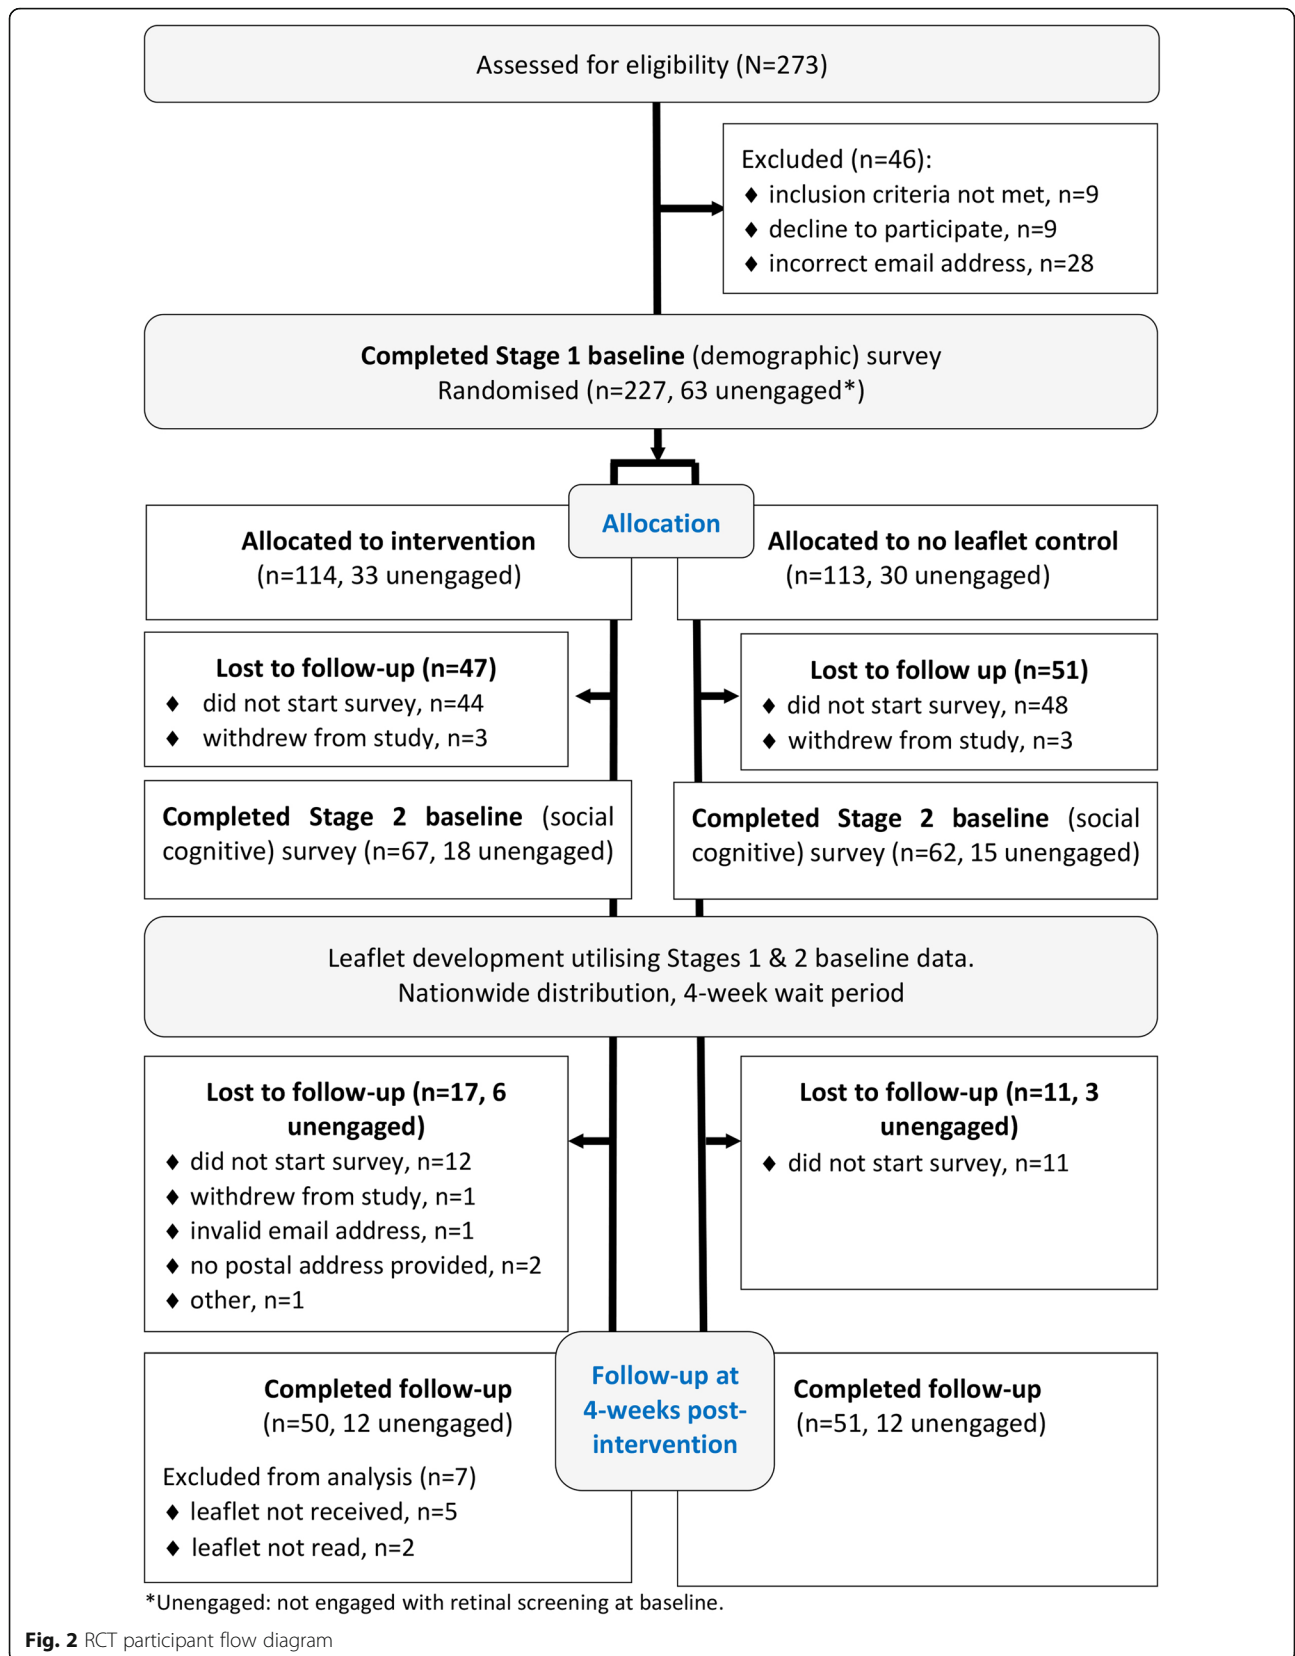 Assessed for eligibility (N=273)
Excluded (n=46):
♦ inclusion criteria not met, n=9
♦ decline to participate, n=9
♦ incorrect email address, n=28
Completed Stage 1 baseline (demographic) survey
Randomised (n=227, 63 unengaged*)
Allocation
Allocated to intervention
(n=114, 33 unengaged)
Allocated to no leaflet control
(n=113, 30 unengaged)
Lost to follow-up (n=47)
♦ did not start survey, n=44
♦ withdrew from study, n=3
Lost to follow up (n=51)
♦ did not start survey, n=48
♦ withdrew from study, n=3
Completed Stage 2 baseline (social
cognitive) survey (n=67, 18 unengaged)
Completed Stage 2 baseline (social
cognitive) survey (n=62, 15 unengaged)
Leaflet development utilising Stages 1 & 2 baseline data.
Nationwide distribution, 4-week wait period
Lost to follow-up (n=17, 6
unengaged)
♦ did not start survey, n=12
♦ withdrew from study, n=1
♦ invalid email address, n=1
♦ no postal address provided, n=2
♦ other, n=1
Lost to follow-up (n=11, 3
unengaged)
♦ did not start survey, n=11
Follow-up at
4-weeks post-
intervention
Completed follow-up
(n=50, 12 unengaged)
Excluded from analysis (n=7)
♦ leaflet not received, n=5
♦ leaflet not read, n=2
Completed follow-up
(n=51, 12 unengaged)
*Unengaged: not engaged with retinal screening at baseline.
Fig. 2 RCT participant flow diagram